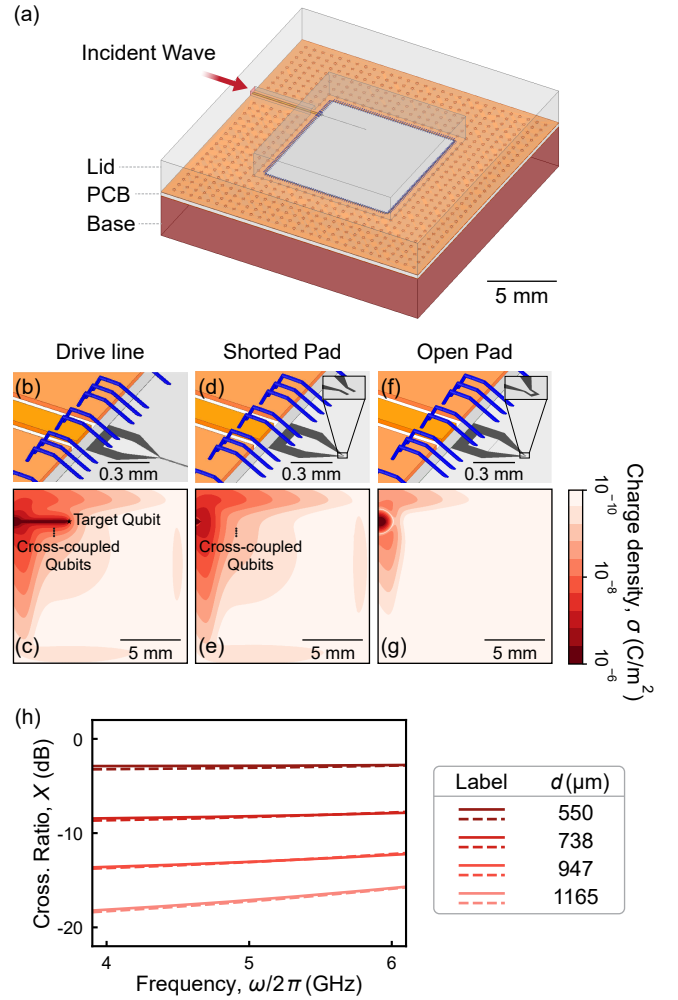 (a)
Incident Wave
Lid
PCB
Base
5 mm
Drive line
Shorted Pad
Open Pad
(b)
(d)
(f)
0.3 mm
0.3 mm
0.3 mm
Target Qubit
Cross-coupled
Qubits
Cross-coupled
Qubits
(c)
5 mm
(e)
5 mm
(g)
5 mm
10⁻¹⁰
10⁻⁸
10⁻⁶
Charge density, σ (C/m²)
(h)
0
-10
-20
Cross. Ratio, X (dB)
4
5
6
Frequency, ω/2π (GHz)
Label d (μm)
550
738
947
1165